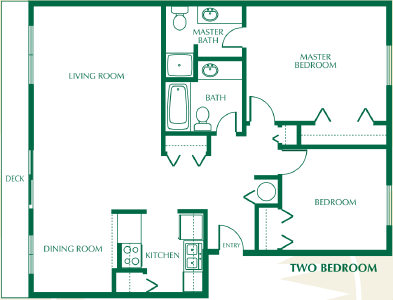 MASTER
BATH
LIVING ROOM
MASTER
BEDROOM
BATH
DECK
BEDROOM
DINING ROOM
KITCHEN
ENTRY
TWO BEDROOM